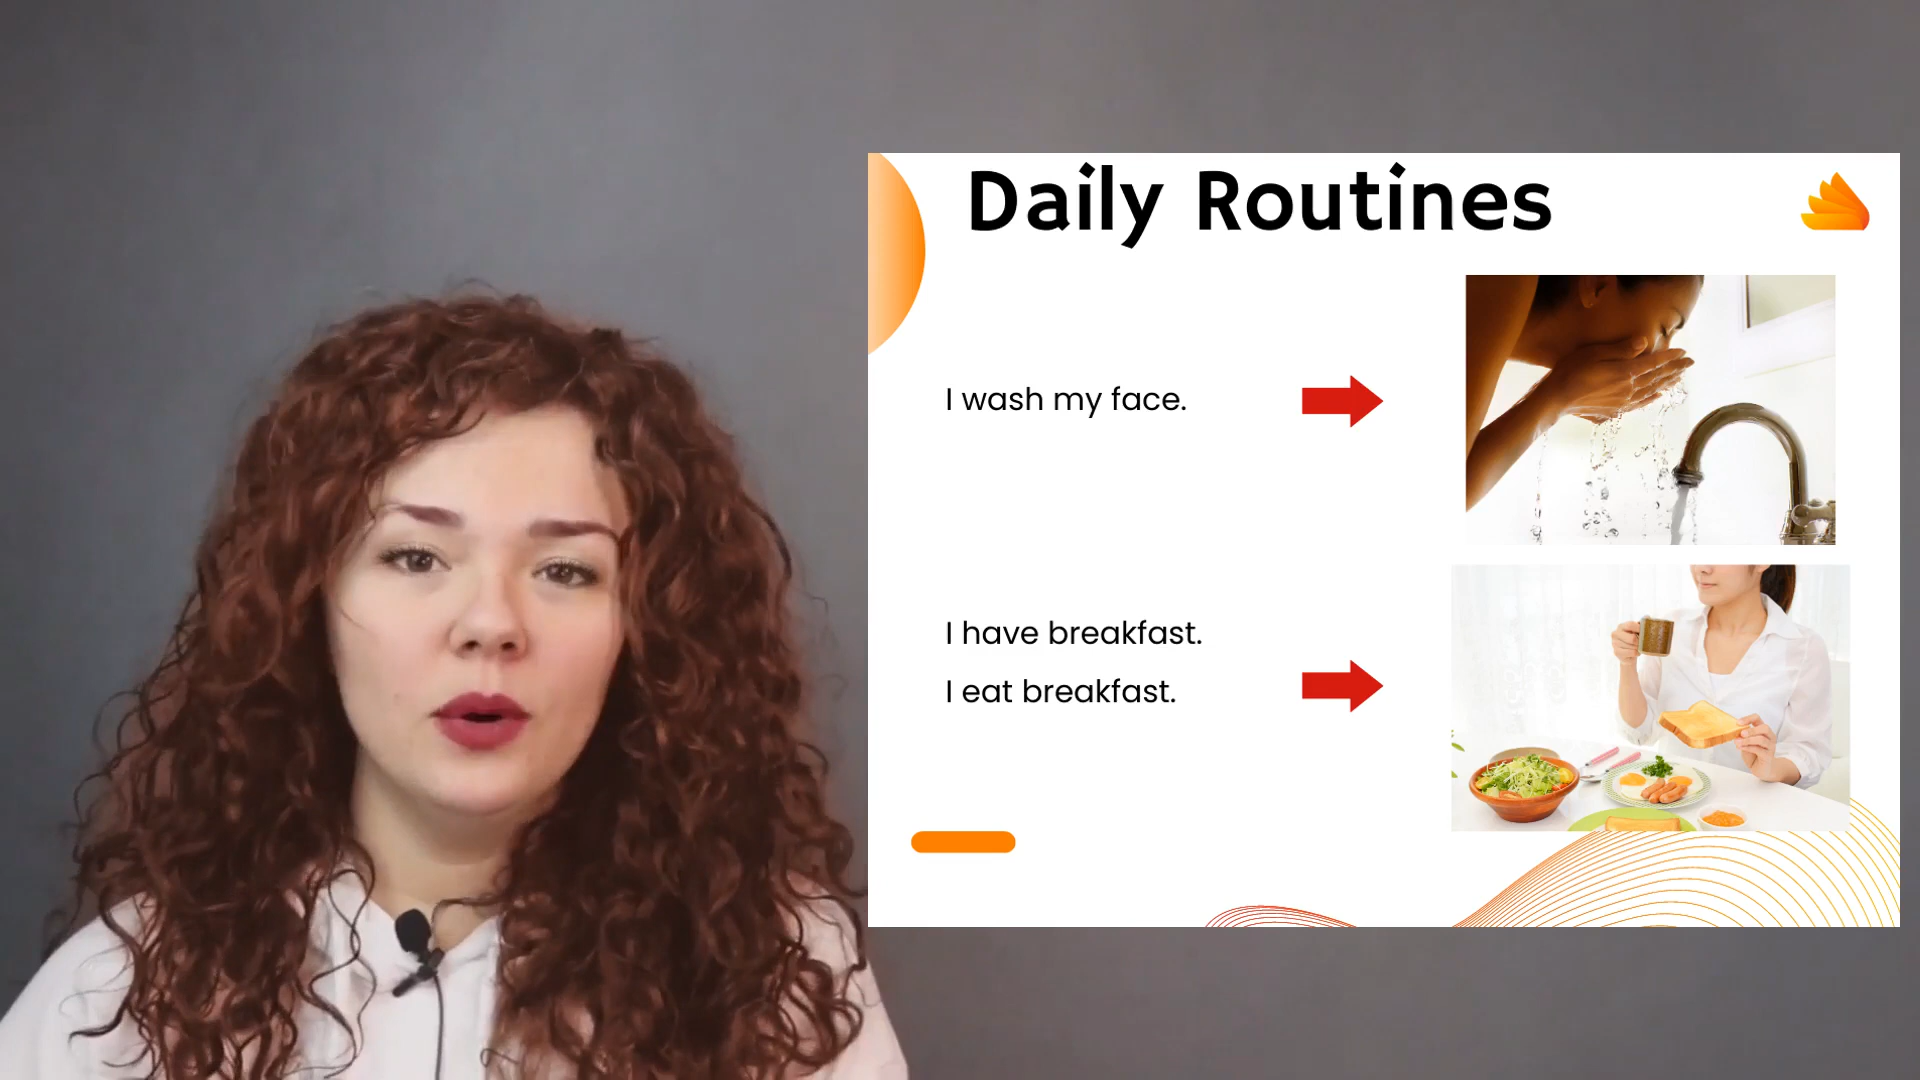 Daily Routines
I wash my face.
I have breakfast.
I eat breakfast.